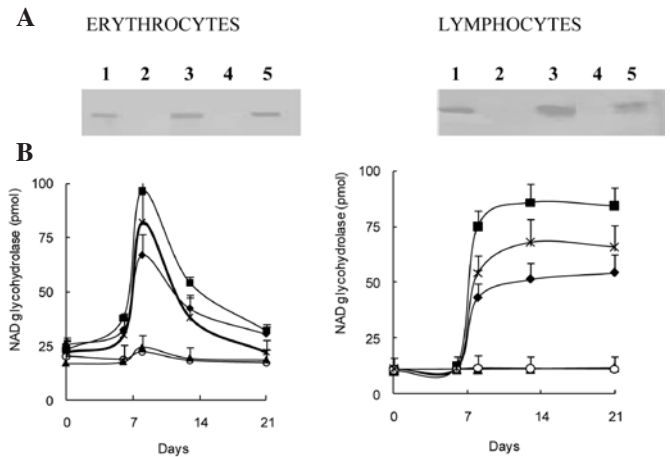 A
ERYTHROCYTES
LYMPHOCYTES
1 2 3 4 5
1 2 3 4 5
B
NAD glycohydrolase (pmol)
100
75
50
25
0
0 7 14 21
Days
NAD glycohydrolase (pmol)
100
75
50
25
0
0 7 14 21
Days